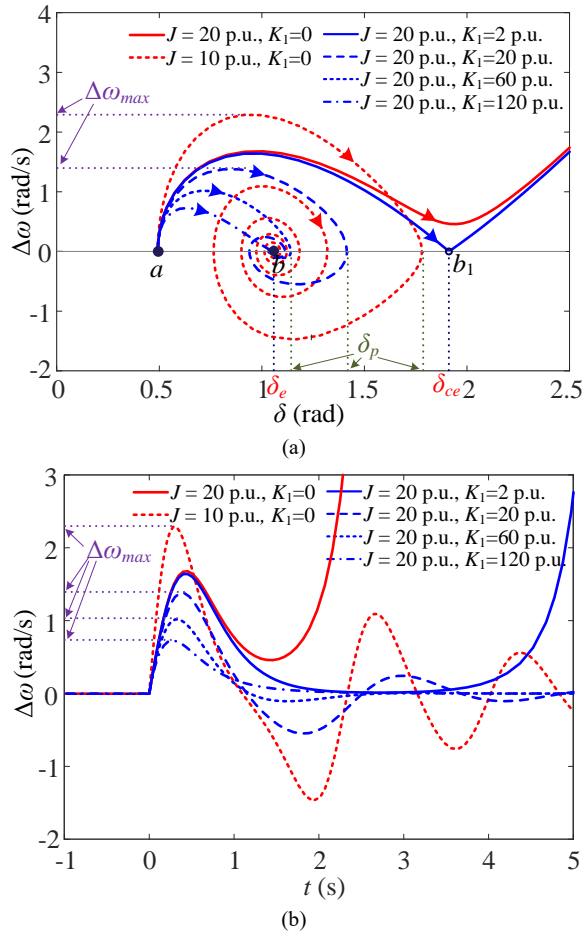 3
J = 20 p.u., K1=0
J = 10 p.u., K1=0
J = 20 p.u., K1=2 p.u.
J = 20 p.u., K1=20 p.u.
J = 20 p.u., K1=60 p.u.
J = 20 p.u., K1=120 p.u.
Δωmax
2
1
0
-1
-2
Δω (rad/s)
a
b
b1
δp
0
0.5
1
δe
1.5
δce
2
2.5
δ (rad)
(a)
3
J = 20 p.u., K1=0
J = 10 p.u., K1=0
J = 20 p.u., K1=2 p.u.
J = 20 p.u., K1=20 p.u.
J = 20 p.u., K1=60 p.u.
J = 20 p.u., K1=120 p.u.
Δωmax
2
1
0
-1
-2
Δω (rad/s)
-1
0
1
2
3
4
5
t (s)
(b)